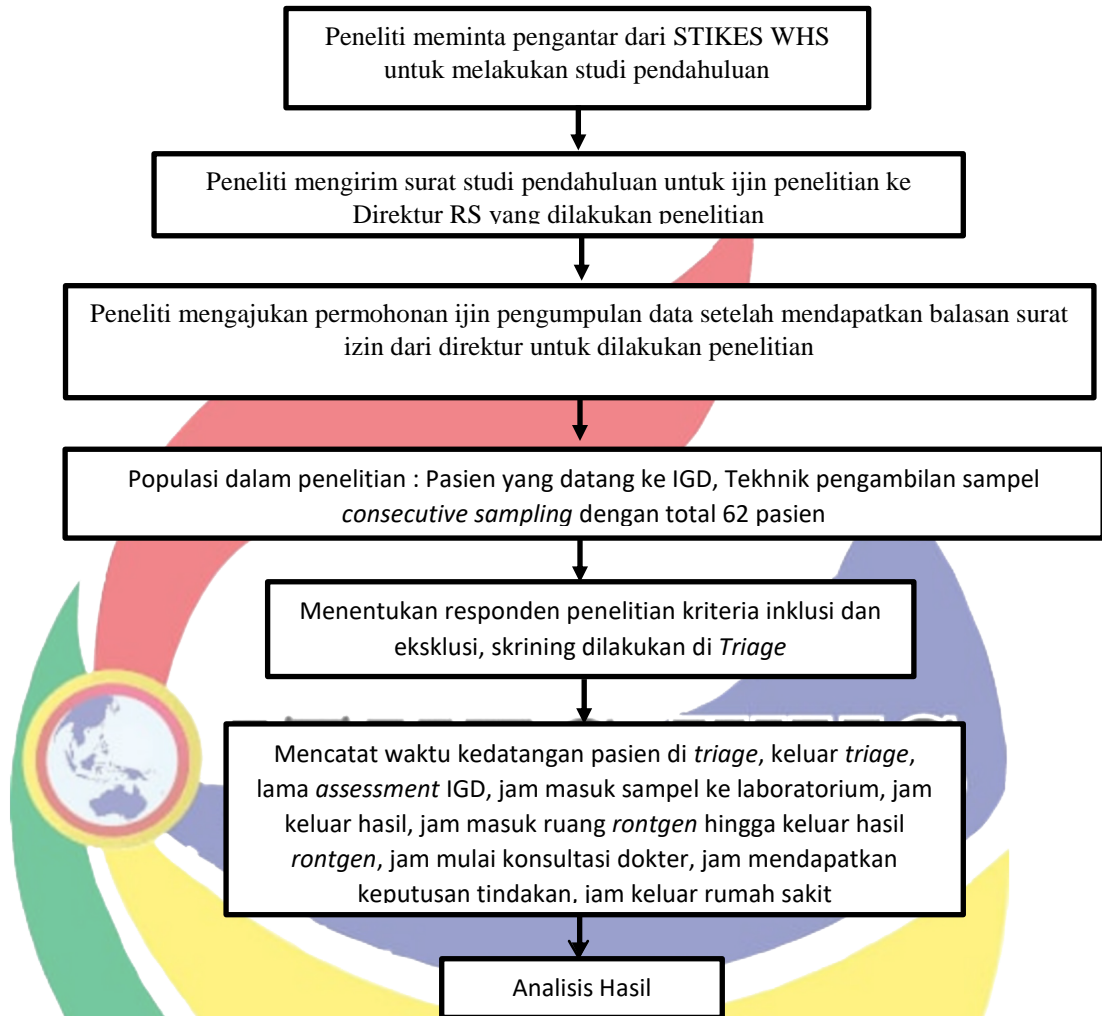 Peneliti meminta pengantar dari STIKES WHS
untuk melakukan studi pendahuluan
Peneliti mengirim surat studi pendahuluan untuk ijin penelitian ke
Direktur RS yang dilakukan penelitian
Peneliti mengajukan permohonan ijin pengumpulan data setelah mendapatkan balasan surat
izin dari direktur untuk dilakukan penelitian
Populasi dalam penelitian : Pasien yang datang ke IGD, Tekhnik pengambilan sampel
consecutive sampling dengan total 62 pasien
Menentukan responden penelitian kriteria inklusi dan
eksklusi, skrining dilakukan di Triage
Mencatat waktu kedatangan pasien di triage, keluar triage,
lama assessment IGD, jam masuk sampel ke laboratorium, jam
keluar hasil, jam masuk ruang rontgen hingga keluar hasil
rontgen, jam mulai konsultasi dokter, jam mendapatkan
keputusan tindakan, jam keluar rumah sakit
Analisis Hasil